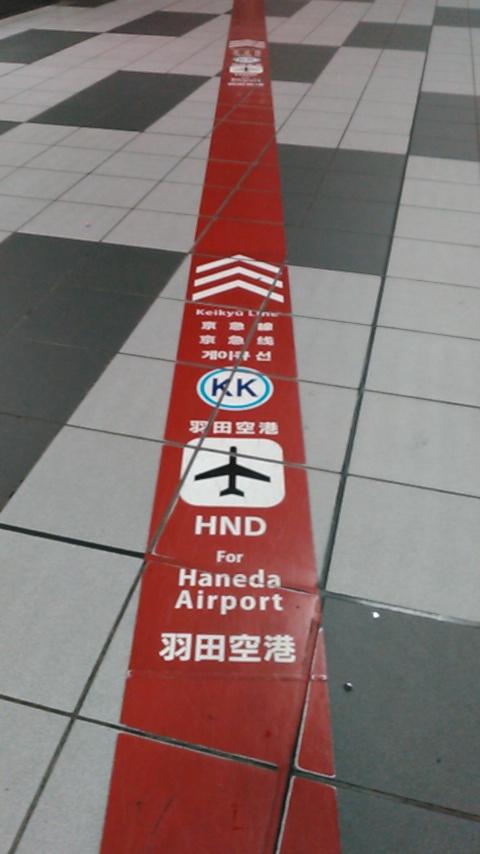 Keikyu Line
京急線
京急线
게이큐 선
KK
羽田空港
HND
For
Haneda
Airport
羽田空港